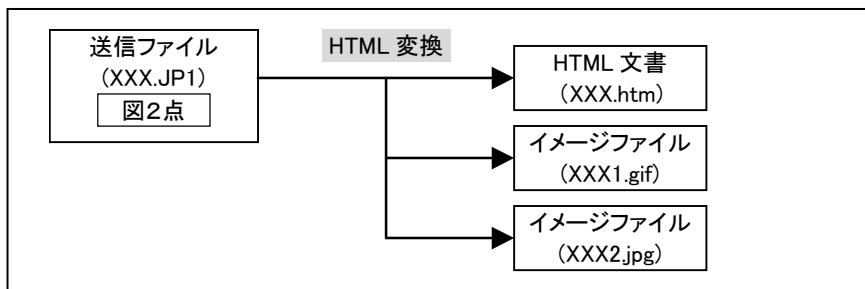 送信ファイル
（XXX.JP1）
図２点
HTML 変換
HTML 文書
（XXX.htm）
イメージファイル
（XXX1.gif）
イメージファイル
（XXX2.jpg）